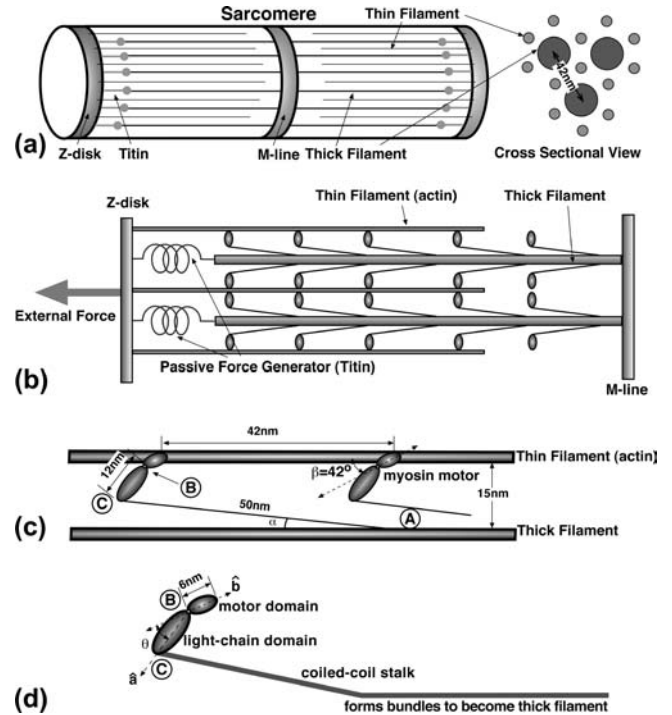 Sarcomere
Thin Filament
42nm
(a)
Z-disk
Titin
M-line
Thick Filament
Cross Sectional View
Z-disk
Thin Filament (actin)
Thick Filament
External Force
Passive Force Generator (Titin)
(b)
M-line
42nm
12nm
Thin Filament (actin)
B
β=42°
myosin motor
C
50nm
15nm
A
α
(c)
Thick Filament
6nm
b̂
B
motor domain
θ
light-chain domain
C
â
coiled-coil stalk
(d)
forms bundles to become thick filament